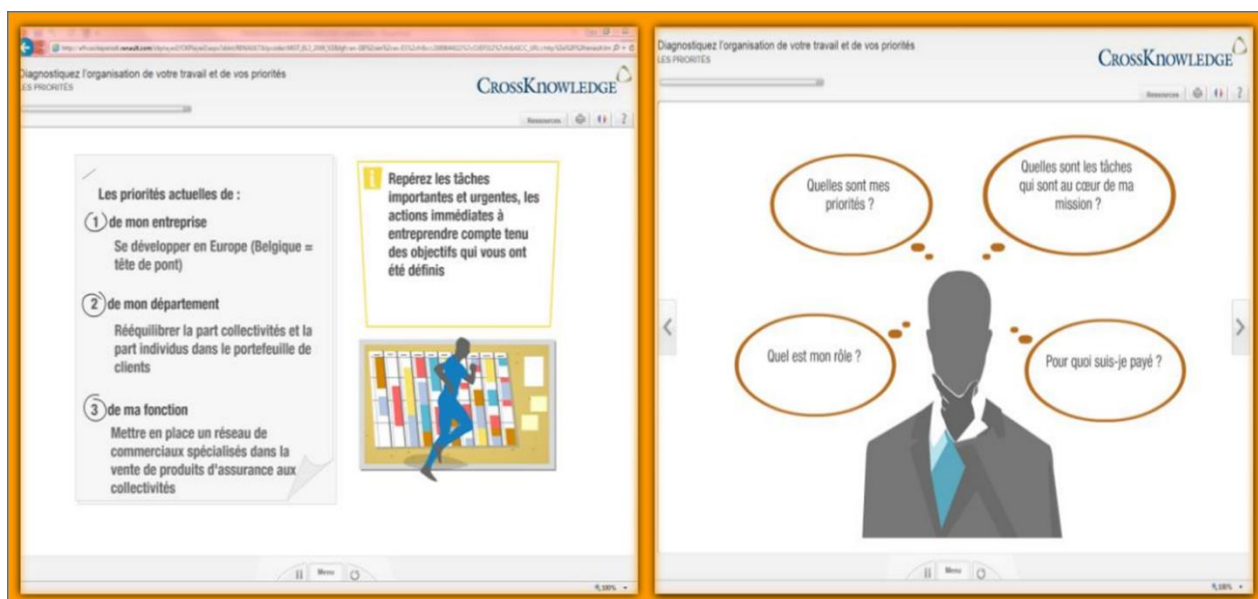 Diagnostiquez l'organisation de votre travail et de vos priorités
LES PRIORITÉS
CROSSKNOWLEDGE
Ressources
?
Les priorités actuelles de :
1 de mon entreprise
Se développer en Europe (Belgique =
tête de pont)
2 de mon département
Rééquilibrer la part collectivités et la
part individus dans le portefeuille de
clients
3 de ma fonction
Mettre en place un réseau de
commerciaux spécialisés dans la
vente de produits d'assurance aux
collectivités
i
Repérez les tâches
importantes et urgentes, les
actions immédiates à
entreprendre compte tenu
des objectifs qui vous ont
été définis
Menu
100%
Diagnostiquez l'organisation de votre travail et de vos priorités
LES PRIORITÉS
CROSSKNOWLEDGE
Ressources
?
Quelles sont mes
priorités ?
Quelles sont les tâches
qui sont au cœur de ma
mission ?
Quel est mon rôle ?
Pour quoi suis-je payé ?
Menu
100%